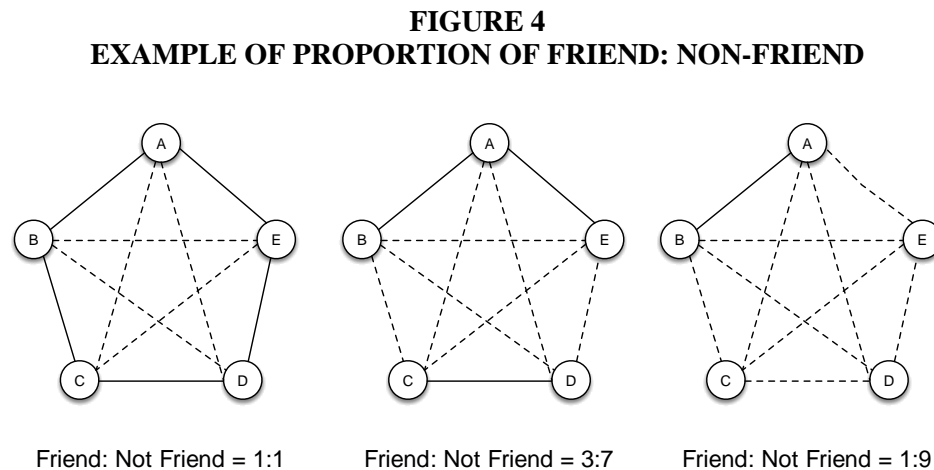 FIGURE 4
EXAMPLE OF PROPORTION OF FRIEND: NON-FRIEND
A
B
E
C
D
Friend: Not Friend = 1:1
A
B
E
C
D
Friend: Not Friend = 3:7
A
B
E
C
D
Friend: Not Friend = 1:9